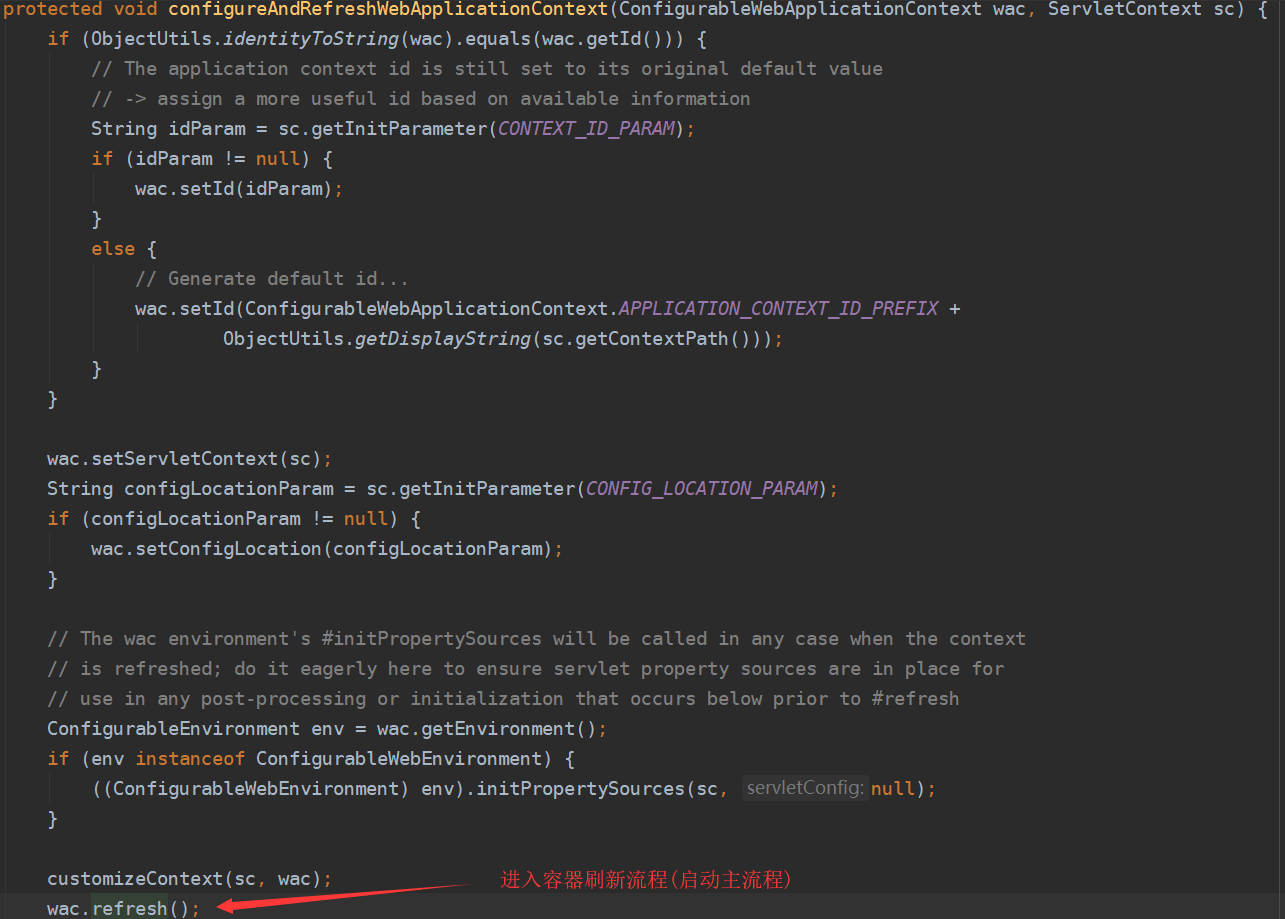 protected void configureAndRefreshWebApplicationContext(ConfigurableWebApplicationContext wac, ServletContext sc) {
    if (ObjectUtils.identityToString(wac).equals(wac.getId())) {
        // The application context id is still set to its original default value
        // -> assign a more useful id based on available information
        String idParam = sc.getInitParameter(CONTEXT_ID_PARAM);
        if (idParam != null) {
            wac.setId(idParam);
        }
        else {
            // Generate default id...
            wac.setId(ConfigurableWebApplicationContext.APPLICATION_CONTEXT_ID_PREFIX +
                    ObjectUtils.getDisplayString(sc.getContextPath()));
        }
    }

    wac.setServletContext(sc);
    String configLocationParam = sc.getInitParameter(CONFIG_LOCATION_PARAM);
    if (configLocationParam != null) {
        wac.setConfigLocation(configLocationParam);
    }

    // The wac environment's #initPropertySources will be called in any case when the context
    // is refreshed; do it eagerly here to ensure servlet property sources are in place for
    // use in any post-processing or initialization that occurs below prior to #refresh
    ConfigurableEnvironment env = wac.getEnvironment();
    if (env instanceof ConfigurableWebEnvironment) {
        ((ConfigurableWebEnvironment) env).initPropertySources(sc, servletConfig: null);
    }

    customizeContext(sc, wac); 进入容器刷新流程(启动主流程)
    wac.refresh();